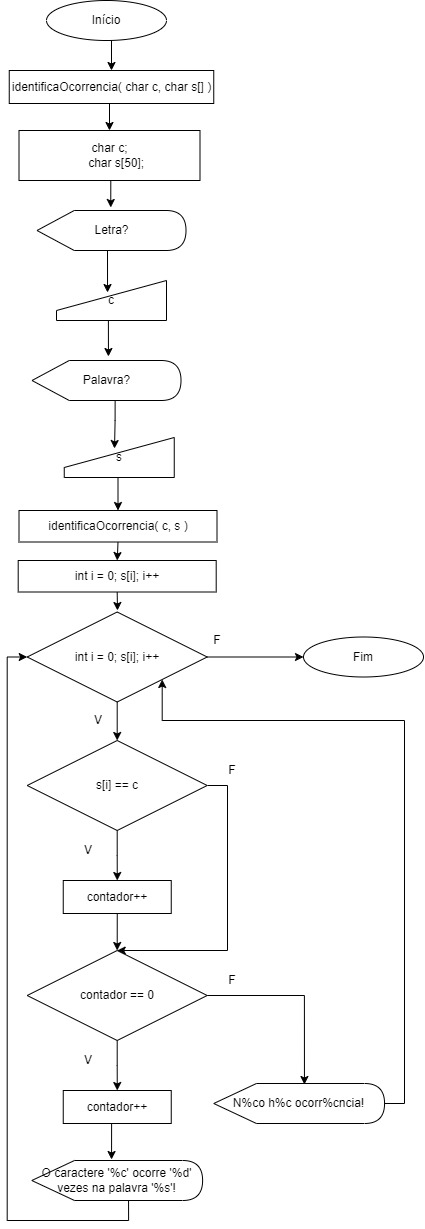 Início
identificaOcorrencia( char c, char s[] )
char c;
char s[50];
Letra?
c
Palavra?
s
identificaOcorrencia( c, s )
int i = 0; s[i]; i++
int i = 0; s[i]; i++
F
Fim
V
s[i] == c
F
V
contador++
contador == 0
F
V
N%co h%c ocorr%cncia!
contador++
O caractere '%c' ocorre '%d'
vezes na palavra '%s'!